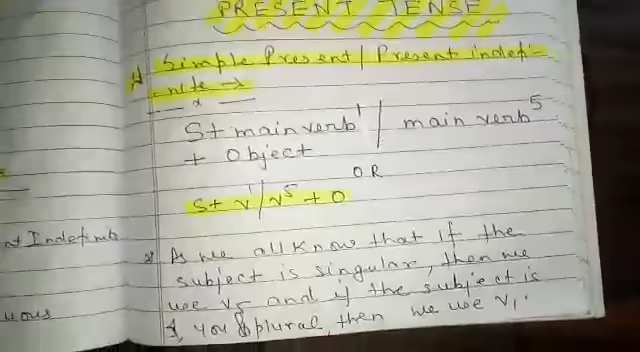 PRESENT TENSE
Simple Present / Present indefi-
-nite →
S + main verb¹ / main verb⁵
+ Object
OR
S + v¹/v⁵ + O
As we all know that if the
subject is singular, then we
use v5 and if the subject is
I, you & plural, then we use v1.
Indefinite
uous